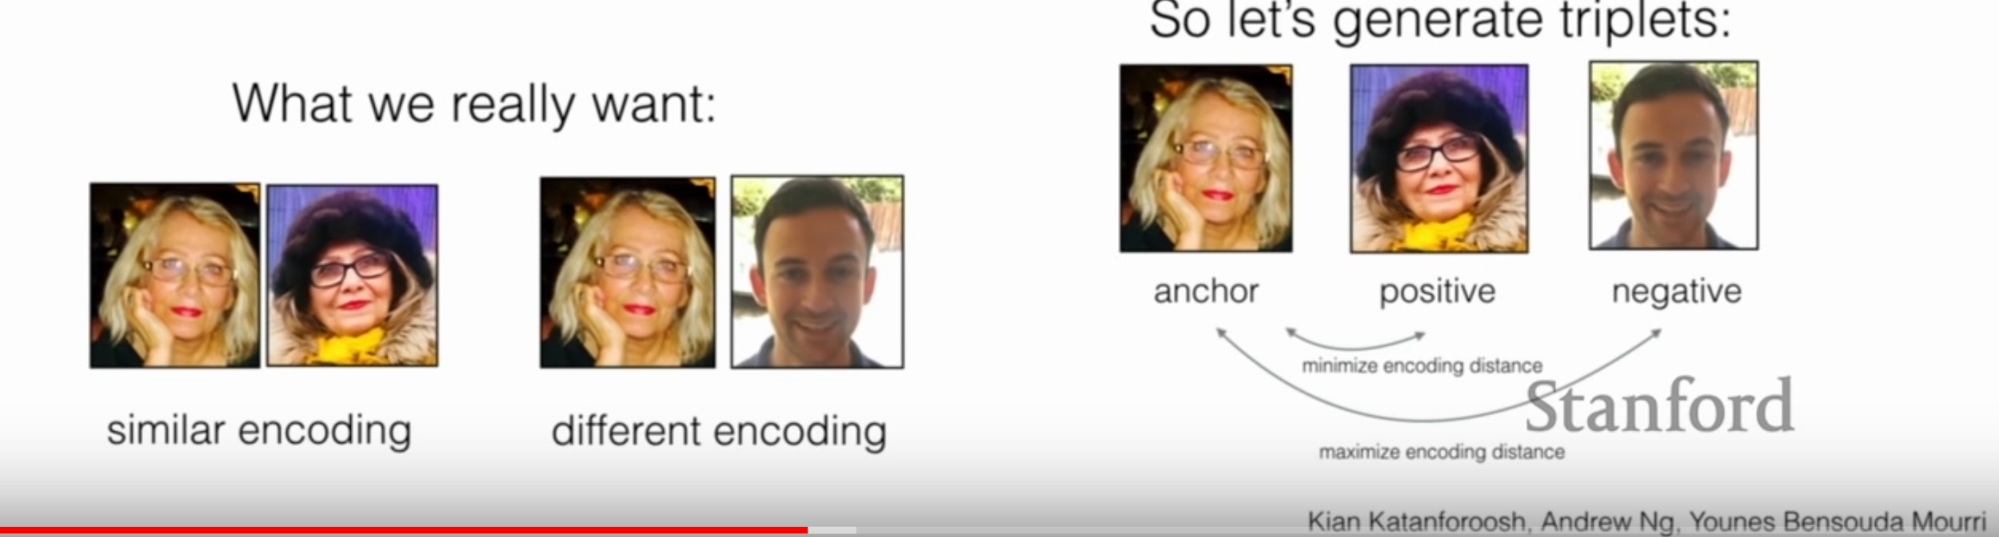 What we really want:
similar encoding
different encoding
So let's generate triplets:
anchor
positive
negative
minimize encoding distance
maximize encoding distance
Stanford
Kian Katanforoosh, Andrew Ng, Younes Bensouda Mourri